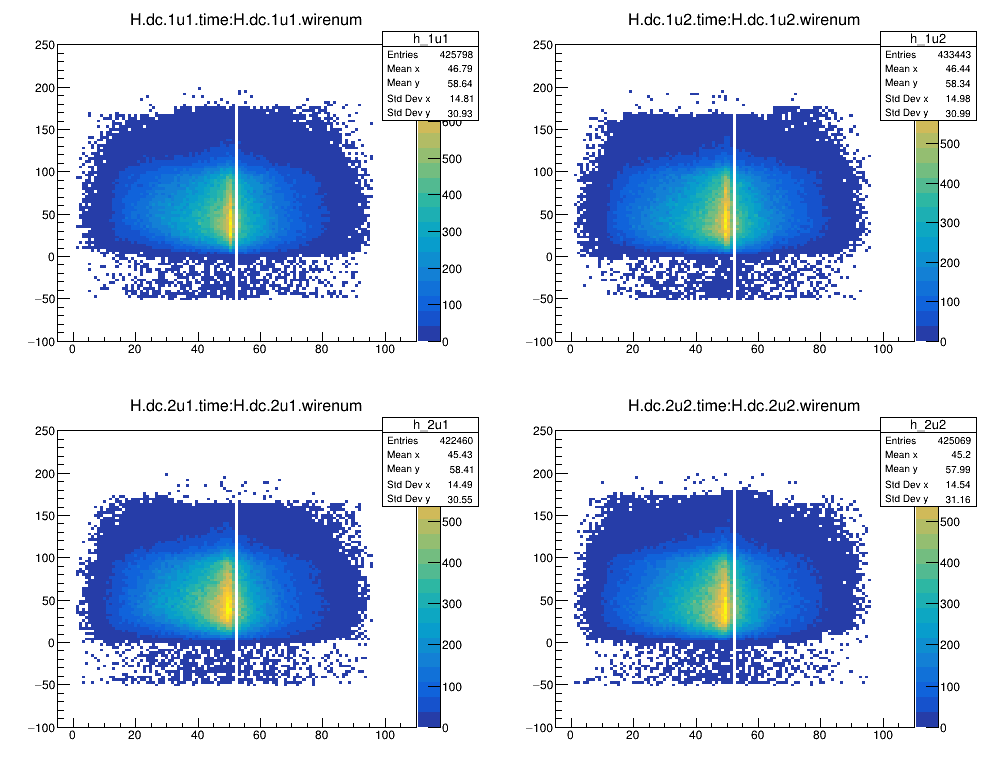 H.dc.1u1.time:H.dc.1u1.wirenum
h_1u1
Entries 425798
Mean x 46.79
Mean y 58.64
Std Dev x 14.81
Std Dev y 30.93
250
200
150
100
50
0
−50
−100
0 20 40 60 80 100
600
500
400
300
200
100
0
H.dc.1u2.time:H.dc.1u2.wirenum
h_1u2
Entries 433443
Mean x 46.44
Mean y 58.34
Std Dev x 14.98
Std Dev y 30.99
250
200
150
100
50
0
−50
−100
0 20 40 60 80 100
500
400
300
200
100
0
H.dc.2u1.time:H.dc.2u1.wirenum
h_2u1
Entries 422460
Mean x 45.43
Mean y 58.41
Std Dev x 14.49
Std Dev y 30.55
250
200
150
100
50
0
−50
−100
0 20 40 60 80 100
500
400
300
200
100
0
H.dc.2u2.time:H.dc.2u2.wirenum
h_2u2
Entries 425069
Mean x 45.2
Mean y 57.99
Std Dev x 14.54
Std Dev y 31.16
250
200
150
100
50
0
−50
−100
0 20 40 60 80 100
500
400
300
200
100
0